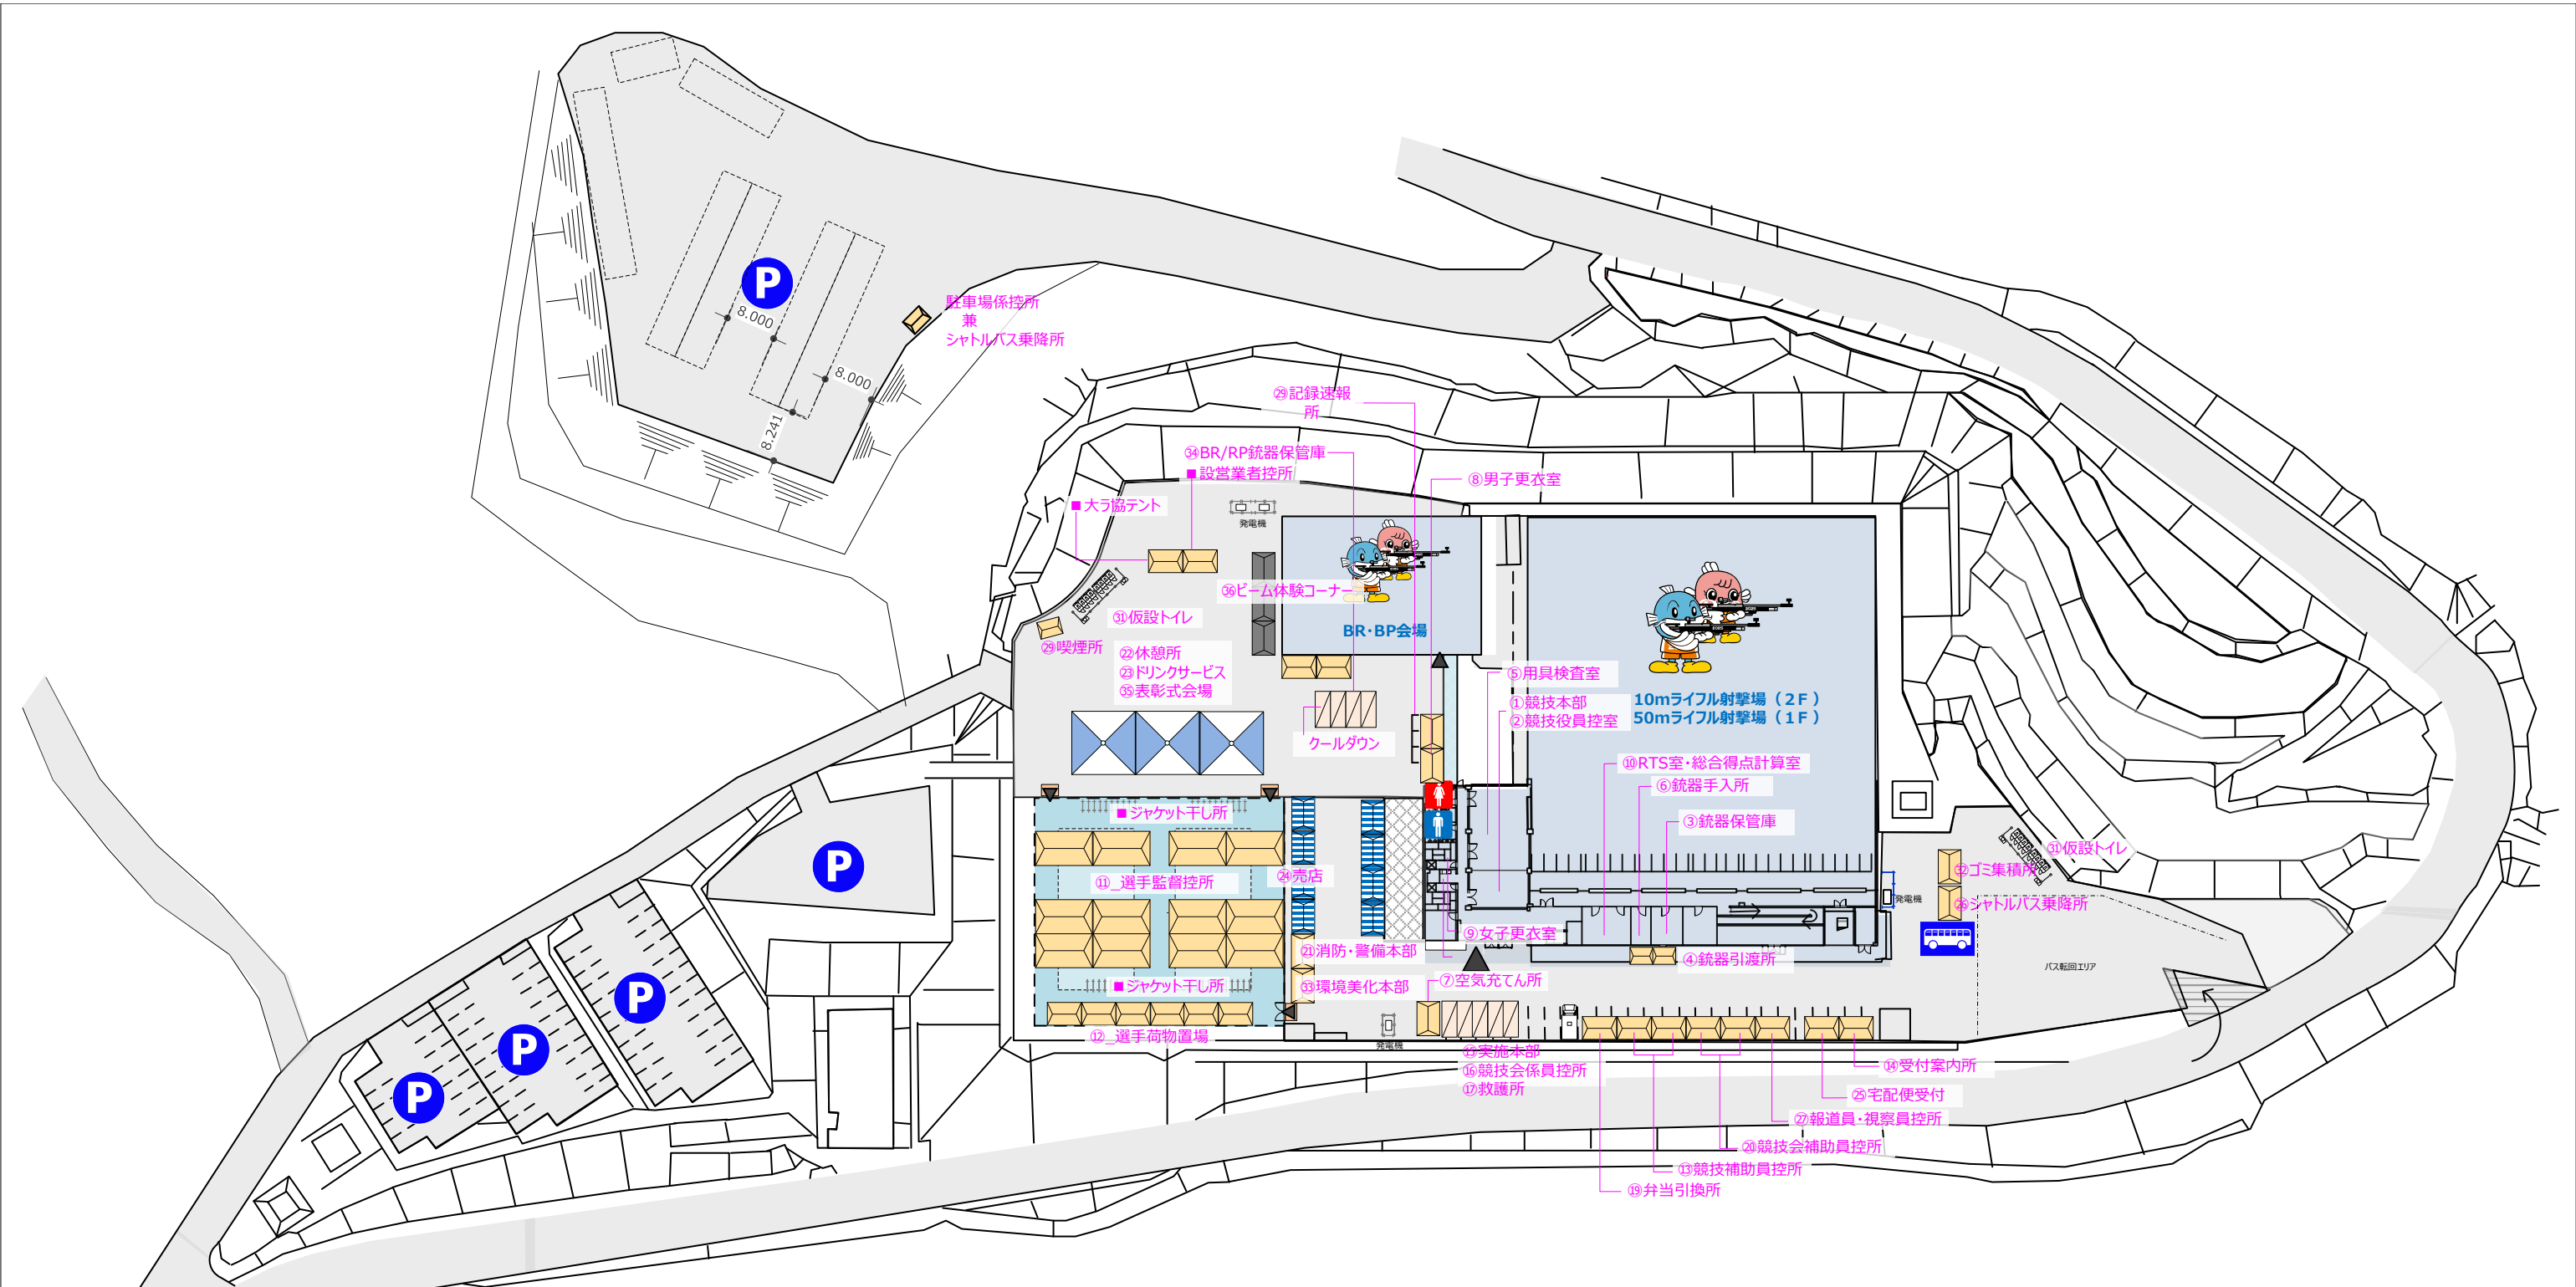 P
8.000
8.000
8.241
駐車場係控所
兼
シャトルバス乗降所
㉙記録速報
所
㉞BR/RP銃器保管庫
■設営業者控所
⑧男子更衣室
■大ラ協テント
発電機
㊱ビーム体験コーナー
㉛仮設トイレ
BR・BP会場
㉙喫煙所
㉒休憩所
㉓ドリンクサービス
㉟表彰式会場
⑤用具検査室
①競技本部
②競技役員控室
10mライフル射撃場（２F）
50mライフル射撃場（１F）
クールダウン
⑩RTS室・総合得点計算室
⑥銃器手入所
③銃器保管庫
■ジャケット干し所
P
⑪_選手監督控所
㉔売店
㉛仮設トイレ
㉜ゴミ集積所
発電機
㉖シャトルバス乗降所
⑨女子更衣室
㉑消防・警備本部
④銃器引渡所
バス転回エリア
⑦空気充てん所
■ジャケット干し所
㉝環境美化本部
P
⑫_選手荷物置場
発電機
P
⑮実施本部
⑯競技会係員控所
⑰救護所
⑭受付案内所
P
㉕宅配便受付
㉗報道員・視察員控所
⑳競技会補助員控所
⑬競技補助員控所
⑲弁当引換所